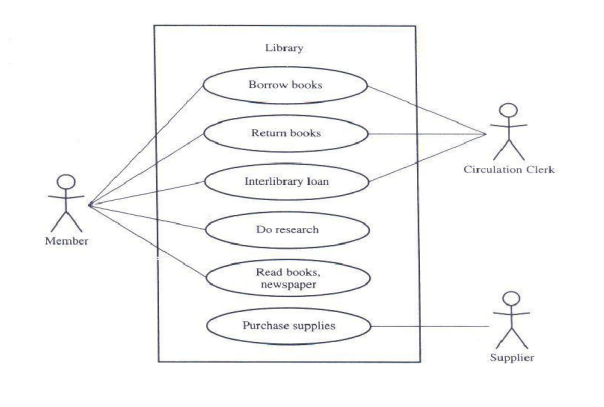 Library
Borrow books
Return books
Interlibrary loan
Do research
Read books,
newspaper
Purchase supplies
Member
Circulation Clerk
Supplier